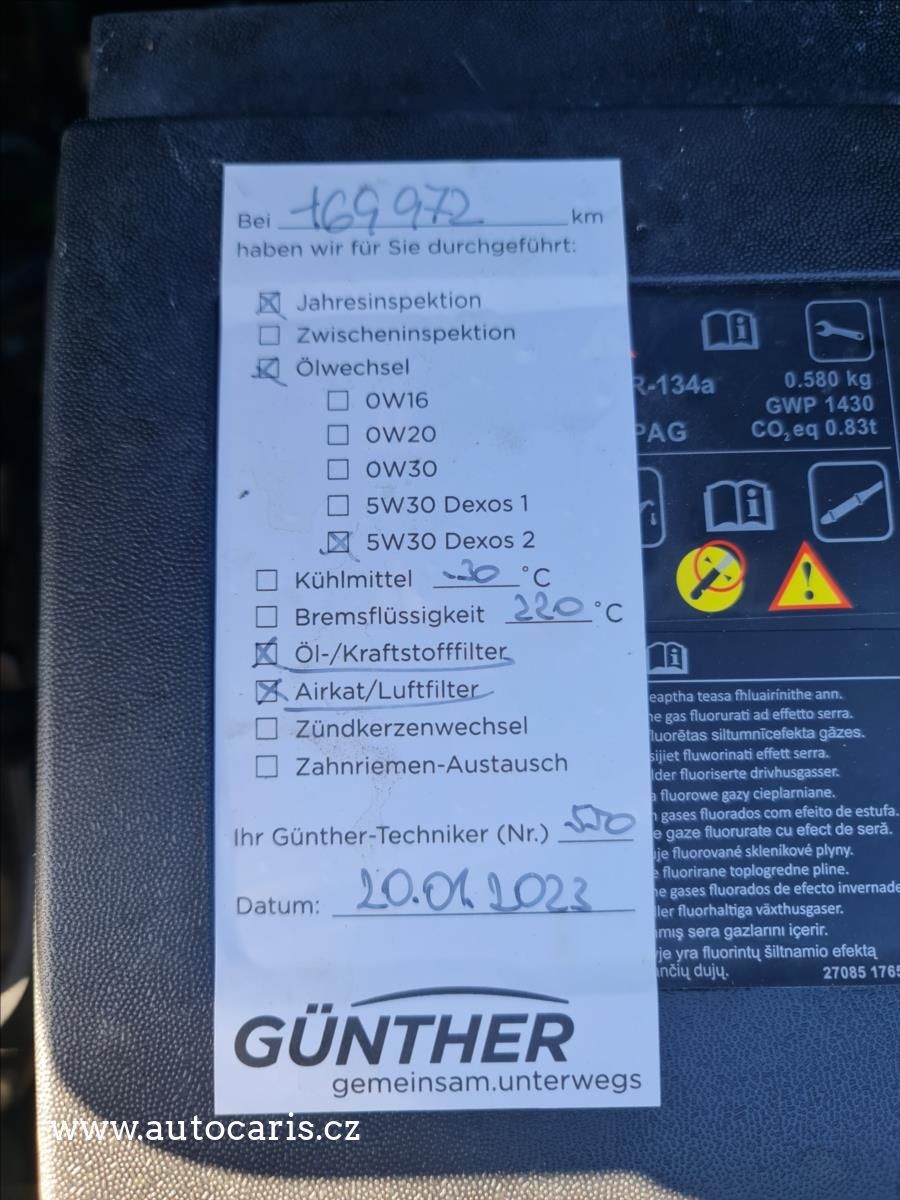 Bei 169 972 km
haben wir für Sie durchgeführt:
Jahresinspektion
Zwischeninspektion
Ölwechsel
0W16
0W20
0W30
5W30 Dexos 1
5W30 Dexos 2
Kühlmittel -30 °C
Bremsflüssigkeit 220 °C
Öl-/Kraftstofffilter
Airkat/Luftfilter
Zündkerzenwechsel
Zahnriemen-Austausch
Ihr Günther-Techniker (Nr.)
Datum: 20.01.2023
GÜNTHER
gemeinsam.unterwegs
R-134a 0.580 kg
GWP 1430
PAG CO₂eq 0.83t
eaptha teasa fhluairínithe ann.
ne gas fluorurati ad effetto serra.
luorētas siltumnīcefekta gāzes.
sijiet fluworinati effett serra.
lder fluoriserte drivhusgasser.
a fluorowe gazy cieplarniane.
n gases fluorados com efeito de estufa.
e gaze fluorurate cu efect de seră.
uje fluorované skleníkové plyny.
e fluorirane toplogredne pline.
ne gases fluorados de efecto invernade
ller fluorhaltiga växthusgaser.
mış sera gazlarını içerir.
je yra fluorintų šiltnamio efektą
nčių dujų. 27085 1765
www.autocaris.cz